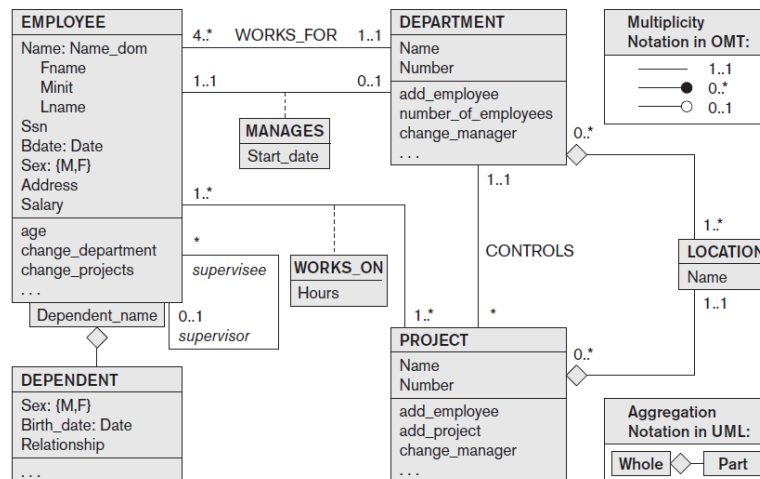 EMPLOYEE
Name: Name_dom
Fname
Minit
Lname
Ssn
Bdate: Date
Sex: {M,F}
Address
Salary
age
change_department
change_projects
. . .
Dependent_name
DEPENDENT
Sex: {M,F}
Birth_date: Date
Relationship
. . .
4..* WORKS_FOR 1..1
1..1 0..1
MANAGES
Start_date
1..*
*
supervisee
0..1
supervisor
WORKS_ON
Hours
1..*
DEPARTMENT
Name
Number
add_employee
number_of_employees
change_manager
. . .
0..*
1..1
CONTROLS
*
PROJECT
Name
Number
add_employee
add_project
change_manager
. . .
0..*
1..*
LOCATION
Name
1..1
Multiplicity
Notation in OMT:
1..1
0..*
0..1
Aggregation
Notation in UML:
Whole Part